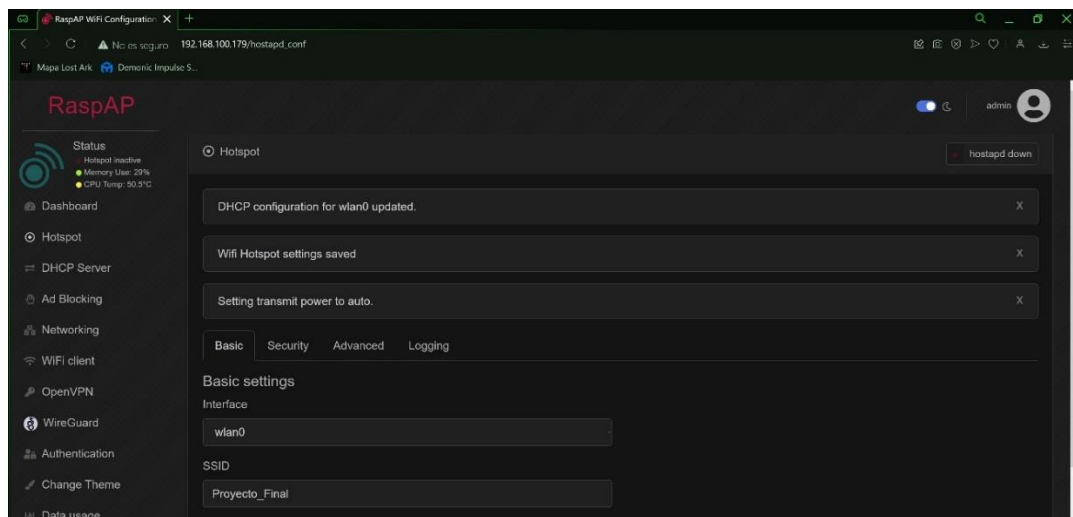 RaspAP WiFi Configuration
No es seguro 192.168.100.179/hostapd_conf
Mapa Lost Ark Demonic Impulse S...
RaspAP
admin
Status
Hotspot inactive
Memory Use: 29%
CPU Temp: 50.5°C
Hotspot
hostapd down
Dashboard
Hotspot
DHCP Server
Ad Blocking
Networking
WiFi client
OpenVPN
WireGuard
Authentication
Change Theme
Data usage
DHCP configuration for wlan0 updated. X
Wifi Hotspot settings saved X
Setting transmit power to auto. X
Basic Security Advanced Logging
Basic settings
Interface
wlan0
SSID
Proyecto_Final